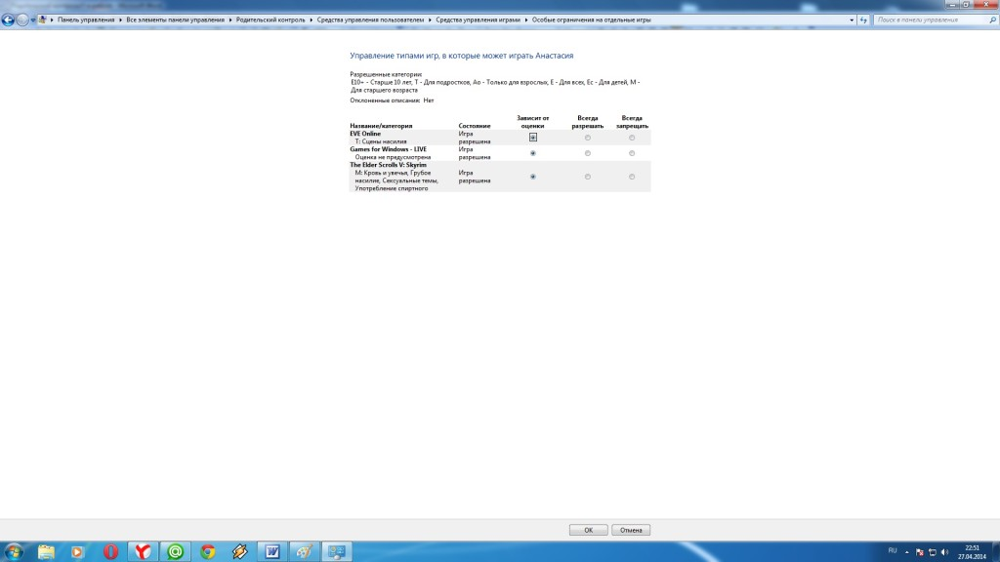 Панель управления ▸ Все элементы панели управления ▸ Родительский контроль ▸ Средства управления пользователем ▸ Средства управления играми ▸ Особые ограничения на отдельные игры
Поиск в панели управления
Управление типами игр, в которые может играть Анастасия
Разрешенные категории:
E10+ - Старше 10 лет, T - Для подростков, Ao - Только для взрослых, E - Для всех, Ec - Для детей, M -
Для старшего возраста
Отклоненные описания: Нет
Название/категория Состояние Зависит от оценки Всегда разрешать Всегда запрещать
EVE Online
T: Сцены насилия
Игра
разрешена
Games for Windows - LIVE
Оценка не предусмотрена
Игра
разрешена
The Elder Scrolls V: Skyrim
M: Кровь и увечья, Грубое
насилие, Сексуальные темы,
Употребление спиртного
Игра
разрешена
OK Отмена
RU
22:51
27.04.2014